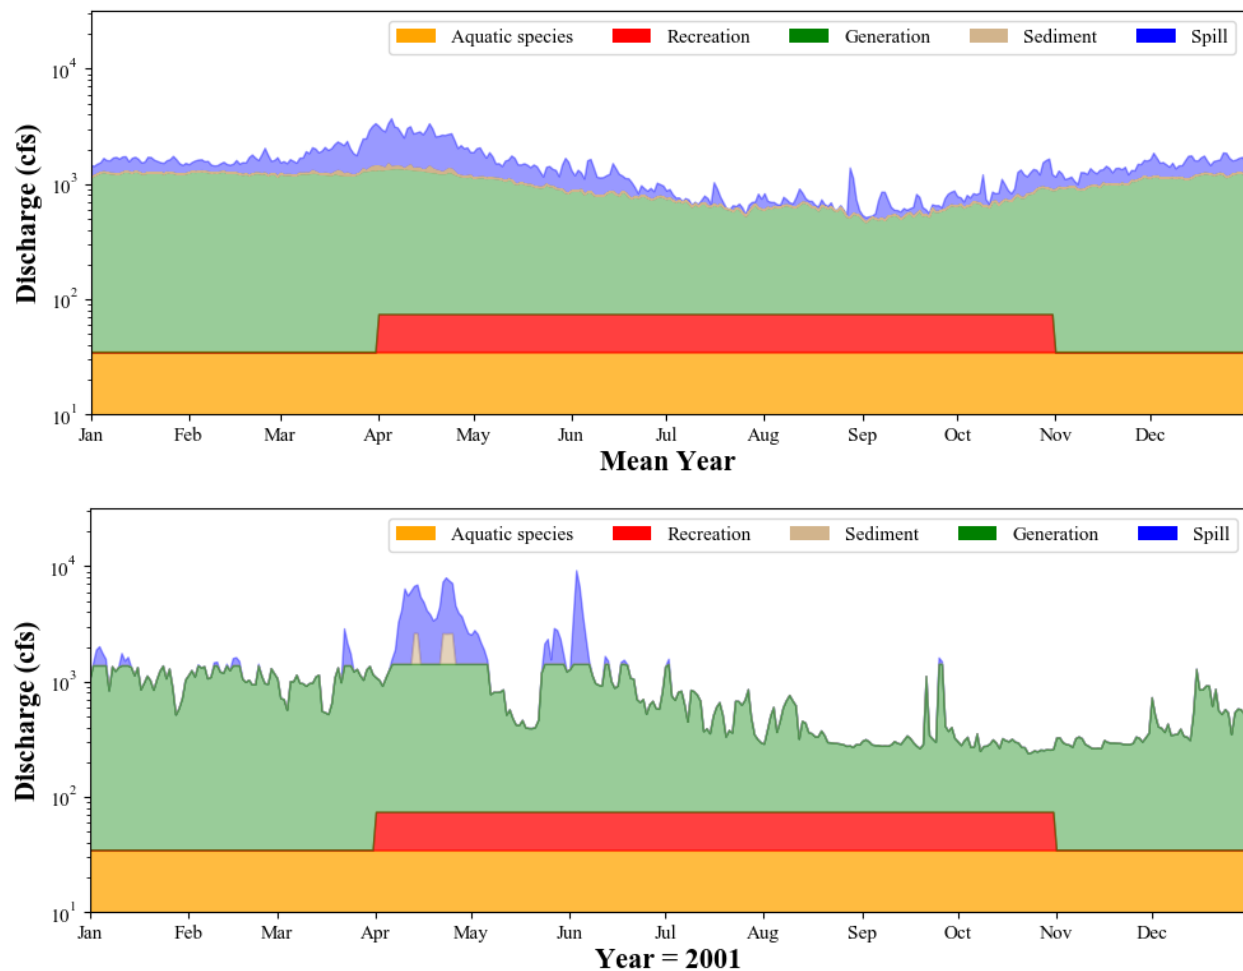 Aquatic species Recreation Generation Sediment Spill
10^4
10^3
10^2
10^1
Discharge (cfs)
Jan Feb Mar Apr May Jun Jul Aug Sep Oct Nov Dec
Mean Year
Aquatic species Recreation Sediment Generation Spill
10^4
10^3
10^2
10^1
Discharge (cfs)
Jan Feb Mar Apr May Jun Jul Aug Sep Oct Nov Dec
Year = 2001